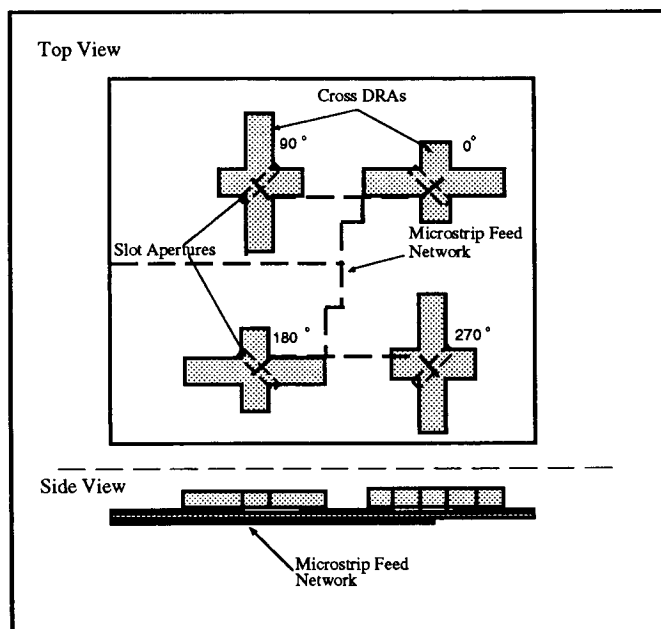 Top View
Cross DRAs
90°
0°
Microstrip Feed
Network
Slot Apertures
180°
270°
Side View
Microstrip Feed
Network